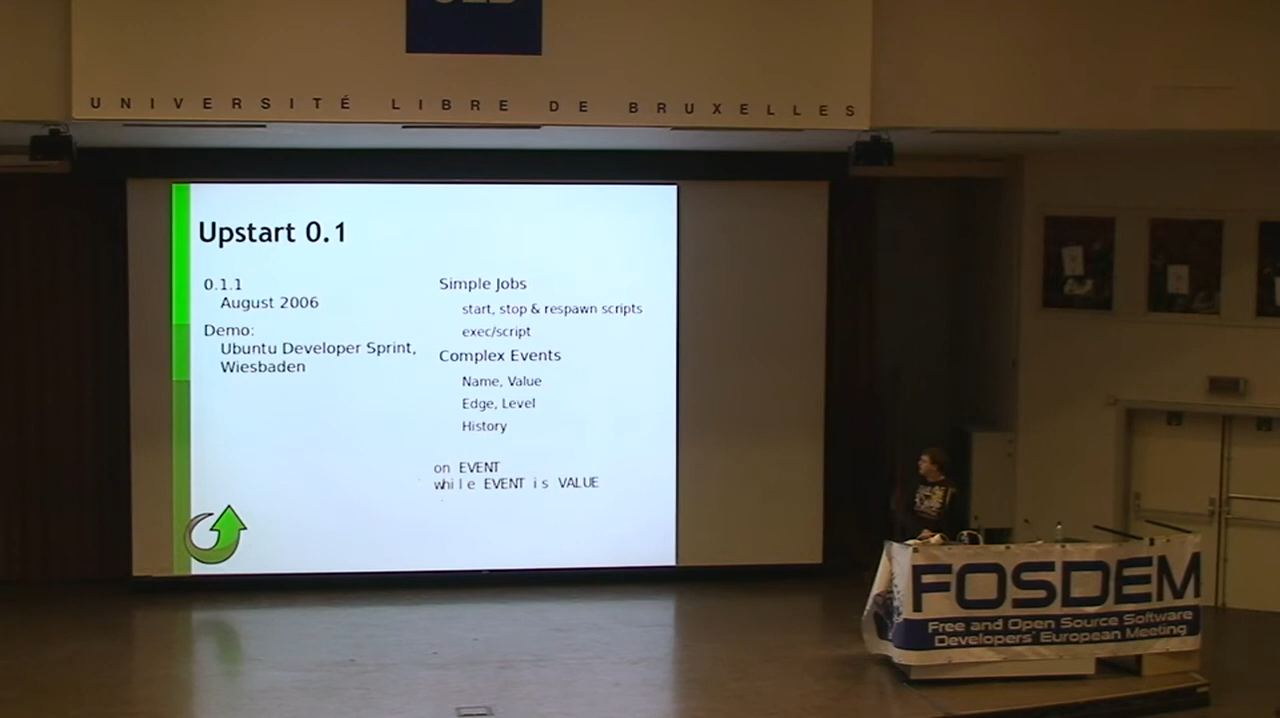 UNIVERSITÉ LIBRE DE BRUXELLES
Upstart 0.1
0.1.1
August 2006
Demo:
Ubuntu Developer Sprint,
Wiesbaden
Simple Jobs
start, stop & respawn scripts
exec/script
Complex Events
Name, Value
Edge, Level
History
on EVENT
while EVENT is VALUE
FOSDEM
Free and Open Source Software
Developers' European Meeting